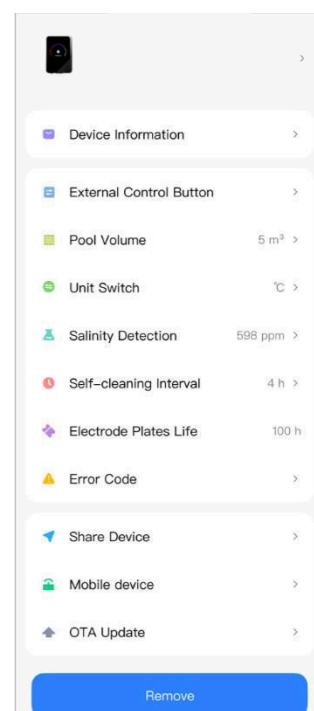 Device Information
External Control Button
Pool Volume 5 m³
Unit Switch ℃
Salinity Detection 598 ppm
Self-cleaning Interval 4 h
Electrode Plates Life 100 h
Error Code
Share Device
Mobile device
OTA Update
Remove